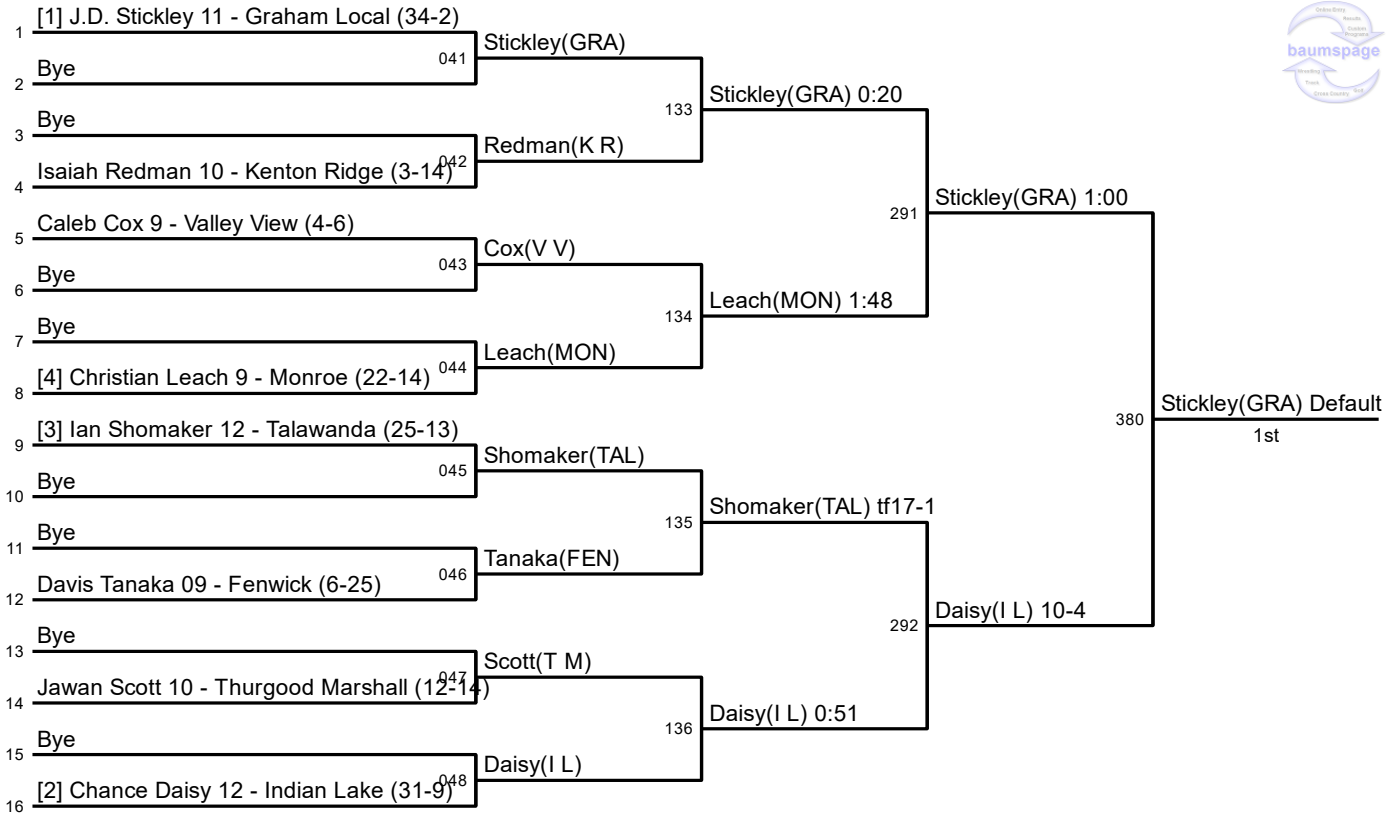 [1] J.D. Stickley 11 - Graham Local (34-2)
1
Bye
2
041
Stickley(GRA)
Bye
3
Isaiah Redman 10 - Kenton Ridge (3-14)
4
042
Redman(K R)
133
Stickley(GRA) 0:20
Caleb Cox 9 - Valley View (4-6)
5
Bye
6
043
Cox(V V)
Bye
7
[4] Christian Leach 9 - Monroe (22-14)
8
044
Leach(MON)
134
Leach(MON) 1:48
291
Stickley(GRA) 1:00
[3] Ian Shomaker 12 - Talawanda (25-13)
9
Bye
10
045
Shomaker(TAL)
Bye
11
Davis Tanaka 09 - Fenwick (6-25)
12
046
Tanaka(FEN)
135
Shomaker(TAL) tf17-1
Bye
13
Jawan Scott 10 - Thurgood Marshall (12-14)
14
047
Scott(T M)
Bye
15
[2] Chance Daisy 12 - Indian Lake (31-9)
16
048
Daisy(I L)
136
Daisy(I L) 0:51
292
Daisy(I L) 10-4
380
Stickley(GRA) Default
1st
baumspage